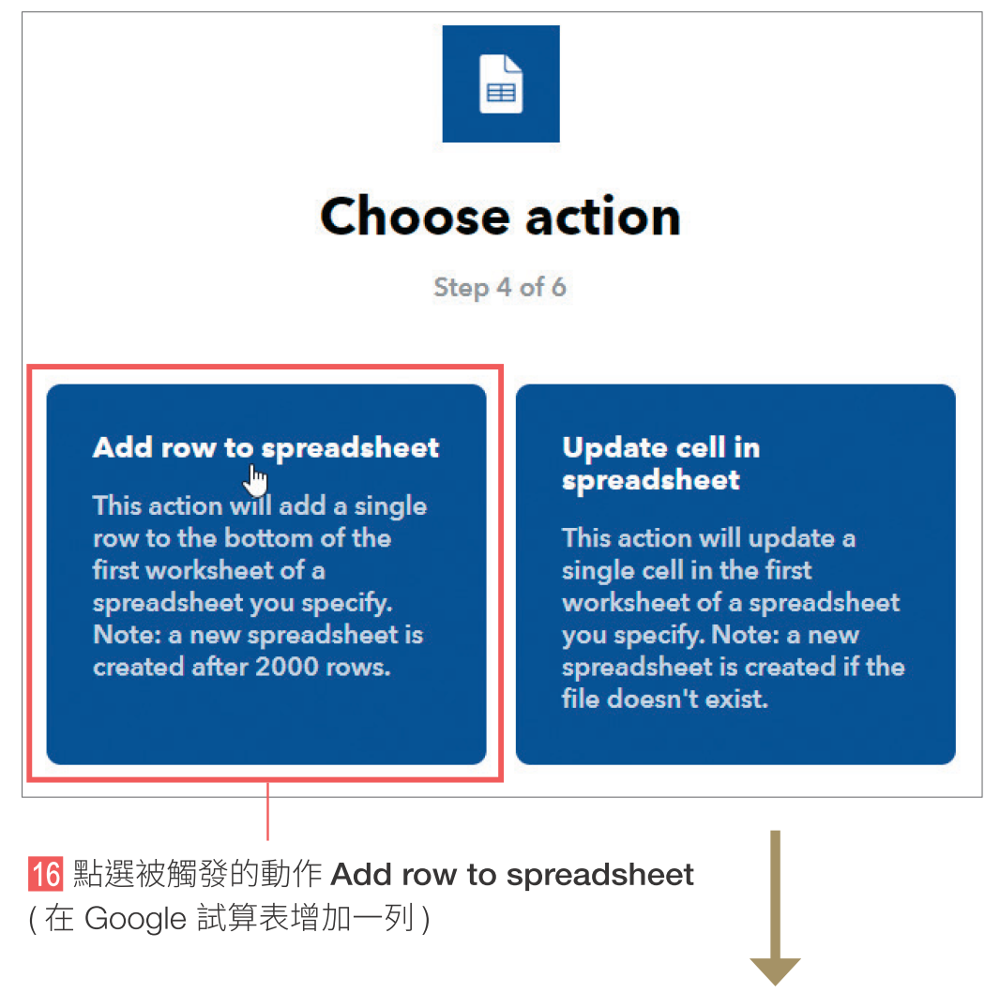 Choose action
Step 4 of 6
Add row to spreadsheet
This action will add a single
row to the bottom of the
first worksheet of a
spreadsheet you specify.
Note: a new spreadsheet is
created after 2000 rows.
Update cell in
spreadsheet
This action will update a
single cell in the first
worksheet of a spreadsheet
you specify. Note: a new
spreadsheet is created if the
file doesn't exist.
16 點選被觸發的動作 Add row to spreadsheet
( 在 Google 試算表增加一列 )